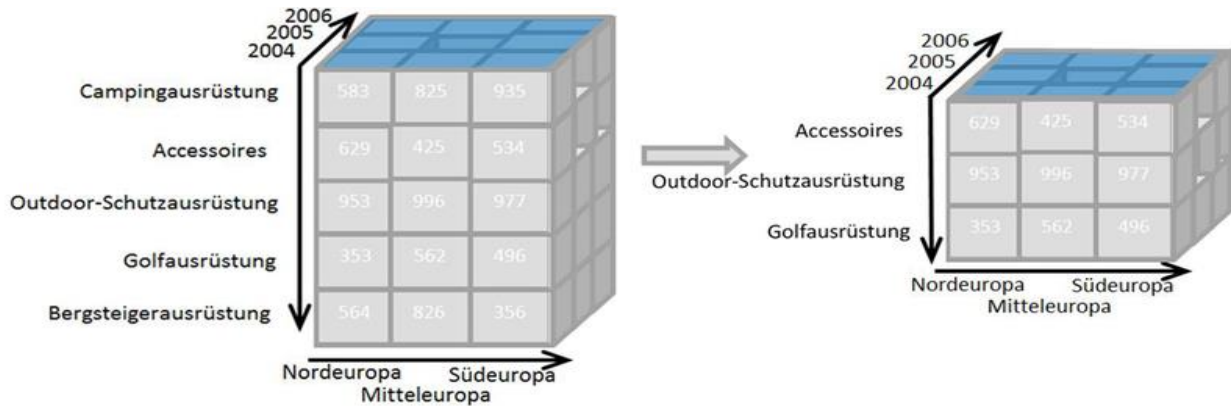 2006
2005
2004
Campingausrüstung
583 825 935
Accessoires
629 425 534
Outdoor-Schutzausrüstung
953 996 977
Golfausrüstung
353 562 496
Bergsteigerausrüstung
564 826 356
Nordeuropa
Südeuropa
Mitteleuropa
2006
2005
2004
Accessoires
629 425 534
Outdoor-Schutzausrüstung
953 996 977
Golfausrüstung
353 562 496
Nordeuropa
Südeuropa
Mitteleuropa